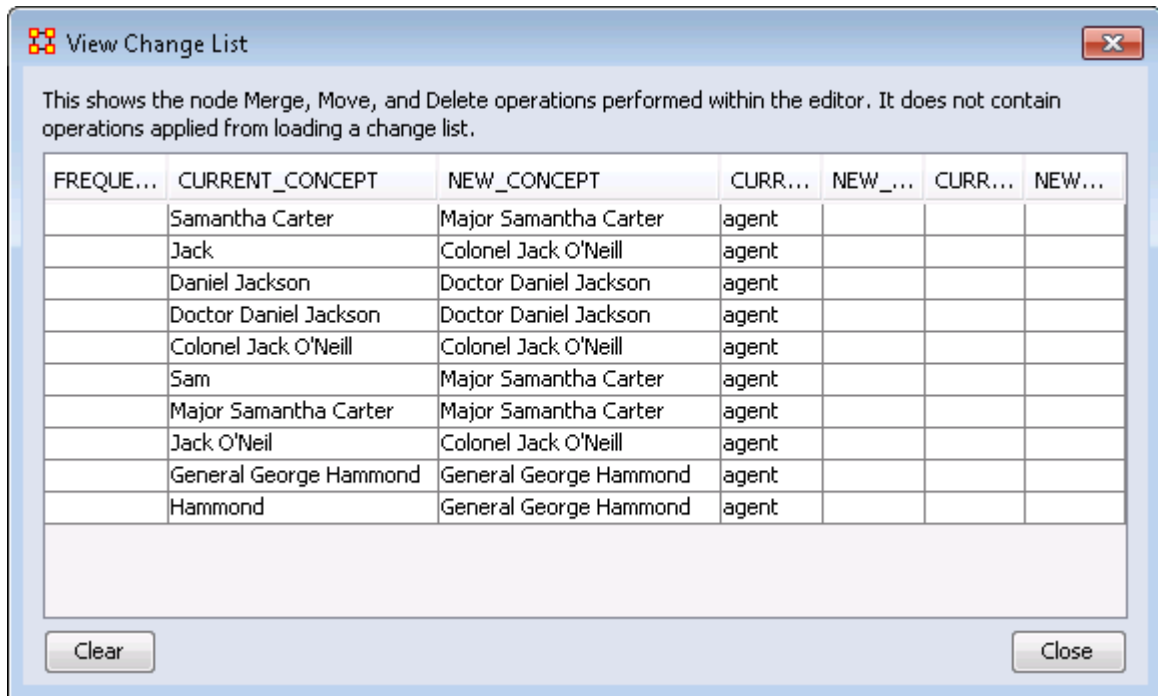 View Change List
This shows the node Merge, Move, and Delete operations performed within the editor. It does not contain
operations applied from loading a change list.
FREQUE... CURRENT_CONCEPT NEW_CONCEPT CURR... NEW_... CURR... NEW...
Samantha Carter Major Samantha Carter agent
Jack Colonel Jack O'Neill agent
Daniel Jackson Doctor Daniel Jackson agent
Doctor Daniel Jackson Doctor Daniel Jackson agent
Colonel Jack O'Neill Colonel Jack O'Neill agent
Sam Major Samantha Carter agent
Major Samantha Carter Major Samantha Carter agent
Jack O'Neil Colonel Jack O'Neill agent
General George Hammond General George Hammond agent
Hammond General George Hammond agent
Clear Close